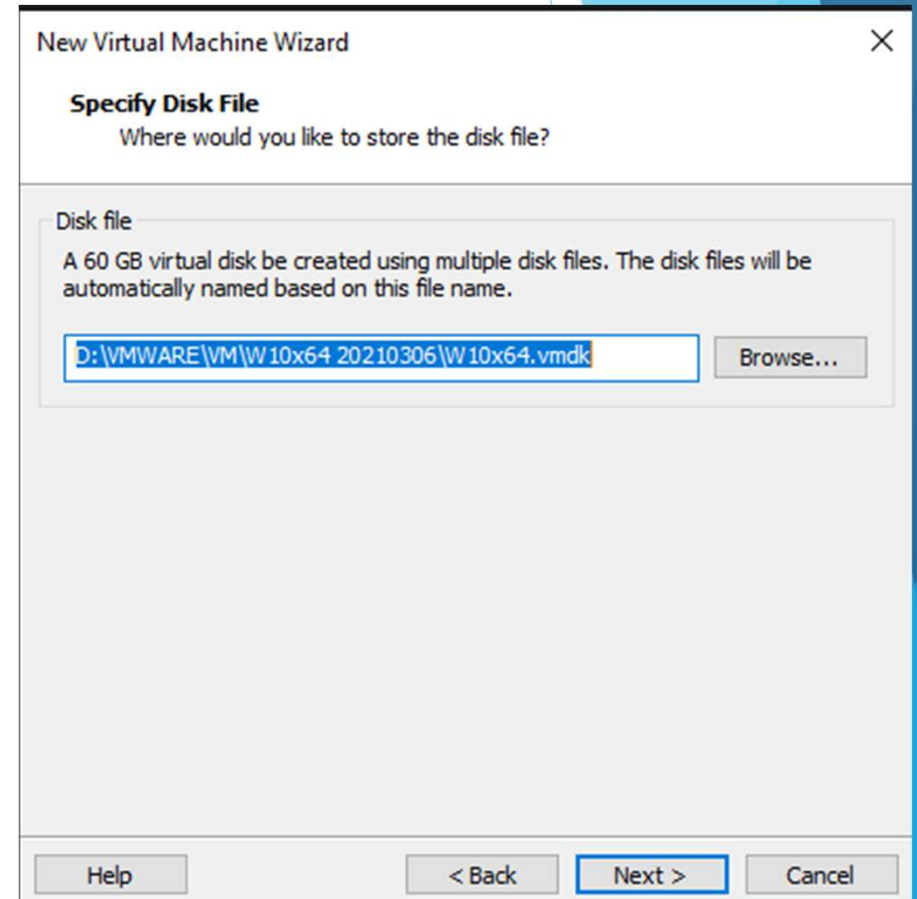 New Virtual Machine Wizard
Specify Disk File
Where would you like to store the disk file?
Disk file
A 60 GB virtual disk be created using multiple disk files. The disk files will be
automatically named based on this file name.
D:\VMWARE\VM\W10x64 20210306\W10x64.vmdk
Browse...
Help
< Back
Next >
Cancel